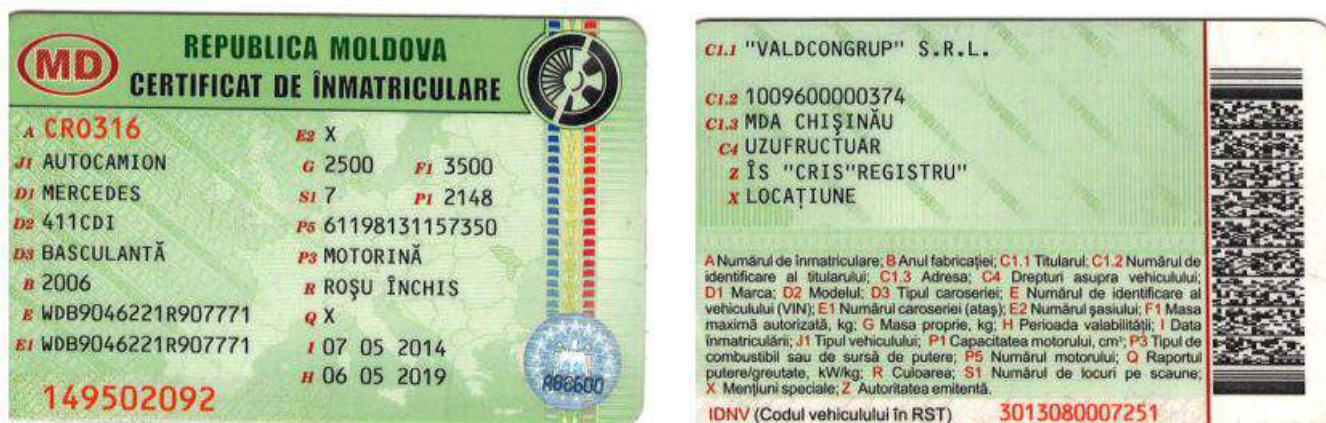 MD
REPUBLICA MOLDOVA
CERTIFICAT DE ÎNMATRICULARE
A CRO316
J1 AUTOCAMION
D1 MERCEDES
D2 411CDI
D3 BASCULANTĂ
B 2006
E WDB9046221R907771
E1 WDB9046221R907771
149502092
E2 X
G 2500 F1 3500
S1 7 P1 2148
P5 61198131157350
P3 MOTORINĂ
R ROŞU ÎNCHIS
Q X
I 07 05 2014
H 06 05 2019
C1.1 "VALDCONGRUP" S.R.L.
C1.2 1009600000374
C1.3 MDA CHIŞINĂU
C4 UZUFRUCTUAR
Z ÎS "CRIS"REGISTRU"
X LOCAŢIUNE
A Numărul de înmatriculare; B Anul fabricaţiei; C1.1 Titularul; C1.2 Numărul de
identificare al titularului; C1.3 Adresa; C4 Drepturi asupra vehiculului;
D1 Marca; D2 Modelul; D3 Tipul caroseriei; E Numărul de identificare al
vehiculului (VIN); E1 Numărul caroseriei (ataş); E2 Numărul şasiului; F1 Masa
maximă autorizată, kg; G Masa proprie, kg; H Perioada valabilităţii; I Data
înmatriculării; J1 Tipul vehiculului; P1 Capacitatea motorului, cm³; P3 Tipul de
combustibil sau de sursă de putere; P5 Numărul motorului; Q Raportul
putere/greutate, kW/kg; R Culoarea; S1 Numărul de locuri pe scaune;
X Menţiuni speciale; Z Autoritatea emitentă.
IDNV (Codul vehiculului în RST) 3013080007251